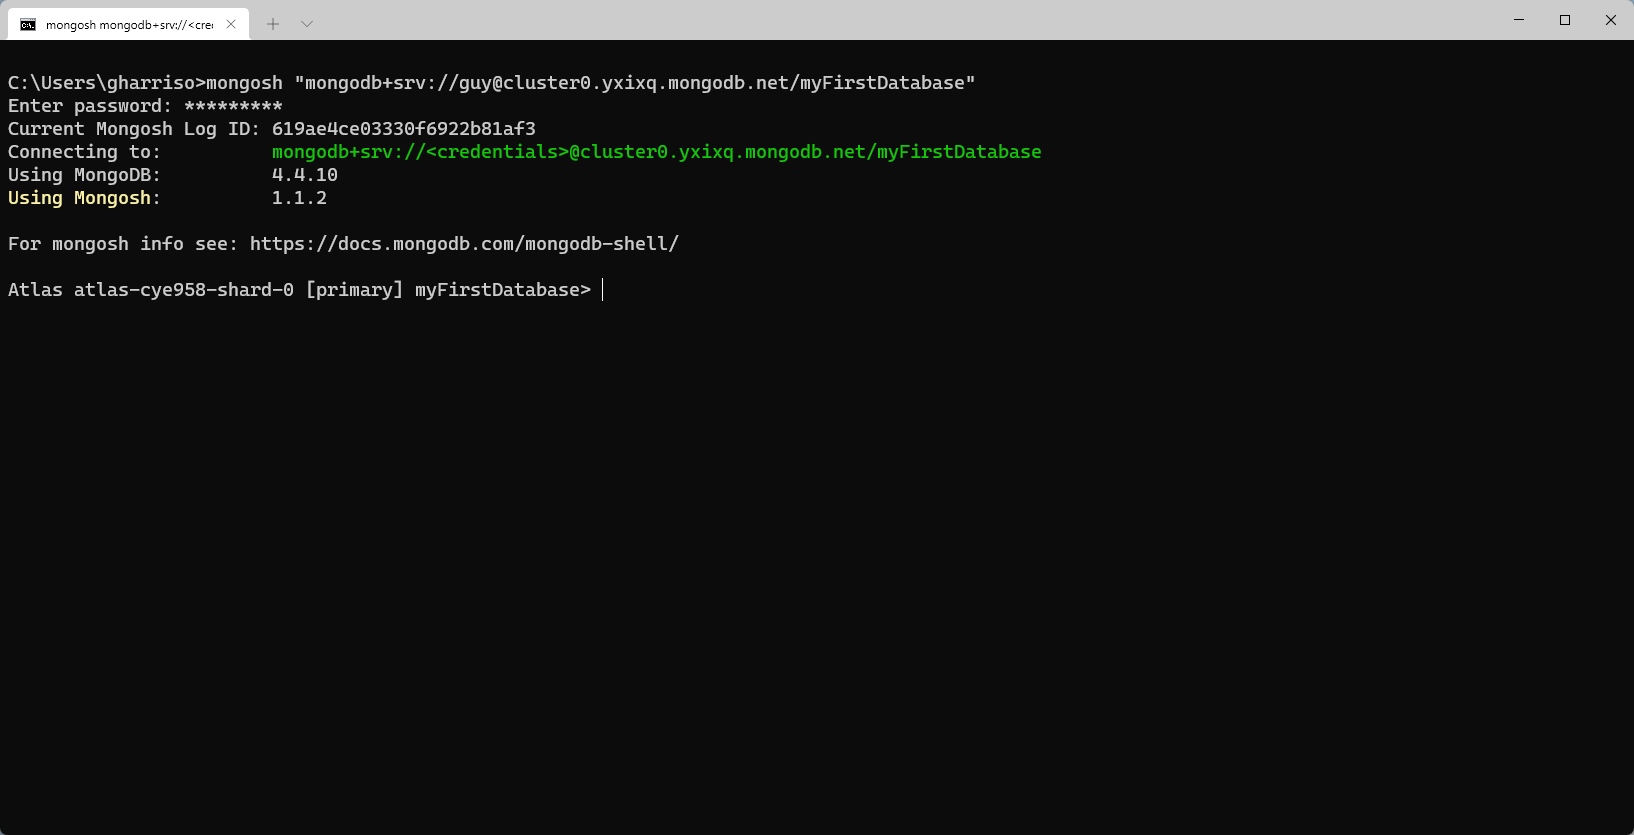 mongosh mongodb+srv://<cre
C:\Users\gharriso>mongosh "mongodb+srv://guy@cluster0.yxixq.mongodb.net/myFirstDatabase"
Enter password: *********
Current Mongosh Log ID: 619ae4ce03330f6922b81af3
Connecting to: mongodb+srv://<credentials>@cluster0.yxixq.mongodb.net/myFirstDatabase
Using MongoDB: 4.4.10
Using Mongosh: 1.1.2
For mongosh info see: https://docs.mongodb.com/mongodb-shell/
Atlas atlas-cye958-shard-0 [primary] myFirstDatabase>